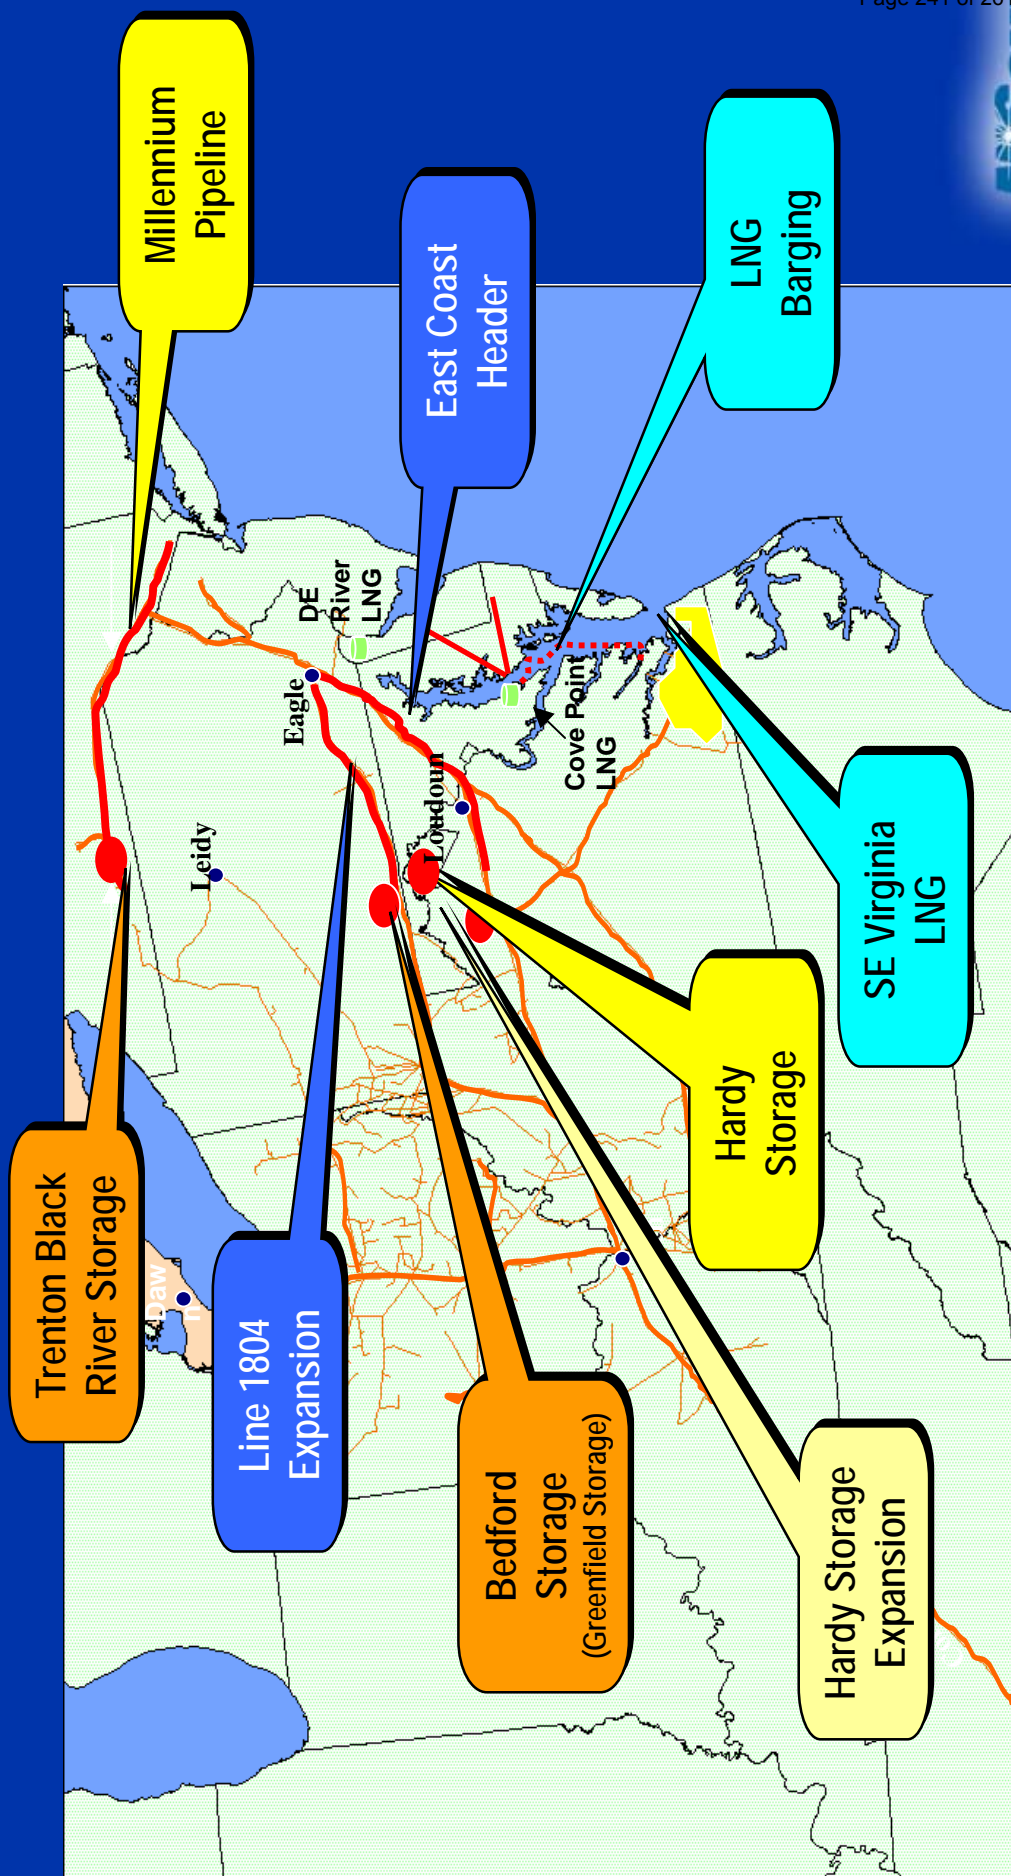 Millennium
Pipeline
East Coast
Header
LNG
Barging
Trenton Black
River Storage
Line 1804
Expansion
Bedford
Storage
(Greenfield Storage)
Hardy Storage
Expansion
Hardy
Storage
SE Virginia
LNG
DE
River
LNG
Eagle
Leidy
Loudoun
Cove Point
LNG
Daw
n